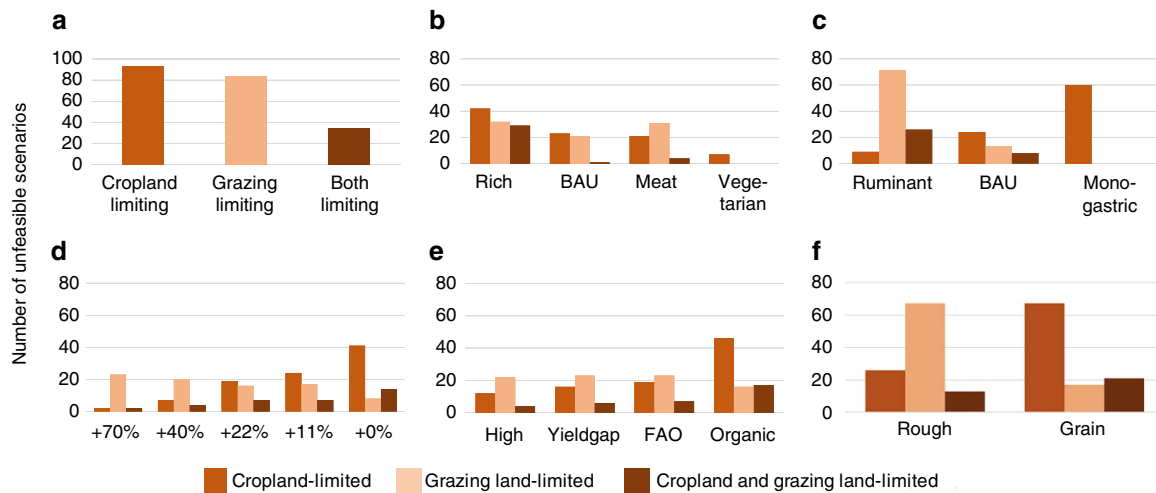 Number of unfeasible scenarios
a
100
80
60
40
20
0
Cropland
limiting
Grazing
limiting
Both
limiting
b
80
60
40
20
0
Rich
BAU
Meat
Vege-
tarian
c
80
60
40
20
0
Ruminant
BAU
Mono-
gastric
d
80
60
40
20
0
+70%
+40%
+22%
+11%
+0%
e
80
60
40
20
0
High
Yieldgap
FAO
Organic
f
80
60
40
20
0
Rough
Grain
Cropland-limited
Grazing land-limited
Cropland and grazing land-limited